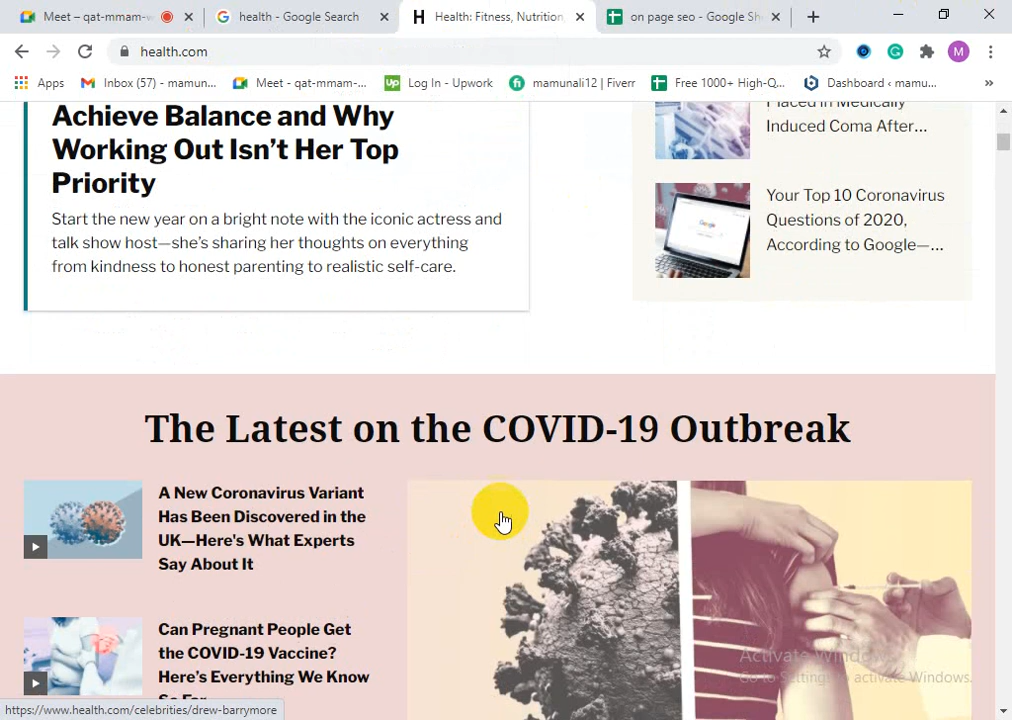 Meet – qat-mmam-v
health - Google Search
Health: Fitness, Nutrition,
on page seo - Google Sh
health.com
M
Apps
Inbox (57) - mamun...
Meet - qat-mmam-...
Log In - Upwork
mamunali12 | Fiverr
Free 1000+ High-Q...
Dashboard ‹ mamu...
»
Achieve Balance and Why
Working Out Isn’t Her Top
Priority
Start the new year on a bright note with the iconic actress and
talk show host—she’s sharing her thoughts on everything
from kindness to honest parenting to realistic self-care.
Placed in Medically
Induced Coma After...
Google
Your Top 10 Coronavirus
Questions of 2020,
According to Google—...
The Latest on the COVID-19 Outbreak
A New Coronavirus Variant
Has Been Discovered in the
UK—Here's What Experts
Say About It
Can Pregnant People Get
the COVID-19 Vaccine?
Here’s Everything We Know
So Far
Activate Windows
Go to Settings to activate Windows.
https://www.health.com/celebrities/drew-barrymore